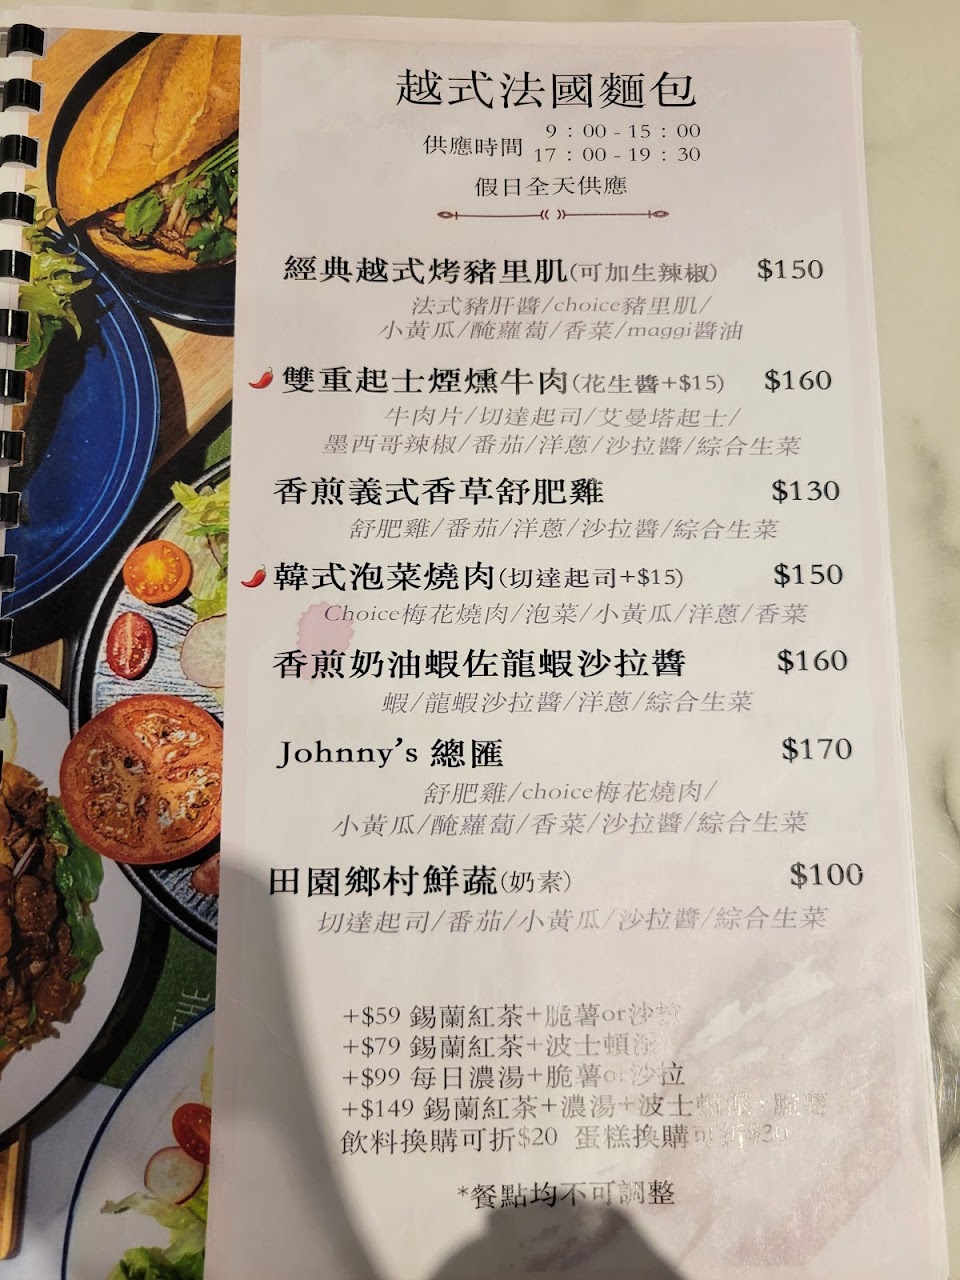 越式法國麵包
供應時間 9：00-15：00
17：00-19：30
假日全天供應
經典越式烤豬里肌(可加生辣椒) $150
法式豬肝醬/choice豬里肌/
小黃瓜/醃蘿蔔/香菜/maggi醬油
雙重起士煙燻牛肉(花生醬+$15) $160
牛肉片/切達起司/艾曼塔起士/
墨西哥辣椒/番茄/洋蔥/沙拉醬/綜合生菜
香煎義式香草舒肥雞 $130
舒肥雞/番茄/洋蔥/沙拉醬/綜合生菜
韓式泡菜燒肉(切達起司+$15) $150
Choice梅花燒肉/泡菜/小黃瓜/洋蔥/香菜
香煎奶油蝦佐龍蝦沙拉醬 $160
蝦/龍蝦沙拉醬/洋蔥/綜合生菜
Johnny's 總匯 $170
舒肥雞/choice梅花燒肉/
小黃瓜/醃蘿蔔/香菜/沙拉醬/綜合生菜
田園鄉村鮮蔬(奶素) $100
切達起司/番茄/小黃瓜/沙拉醬/綜合生菜
+$59 錫蘭紅茶+脆薯or沙拉
+$79 錫蘭紅茶+波士頓派
+$99 每日濃湯+脆薯or沙拉
+$149 錫蘭紅茶+濃湯+波士頓派+脆薯
飲料換購可折$20 蛋糕換購可折$30
*餐點均不可調整
THE